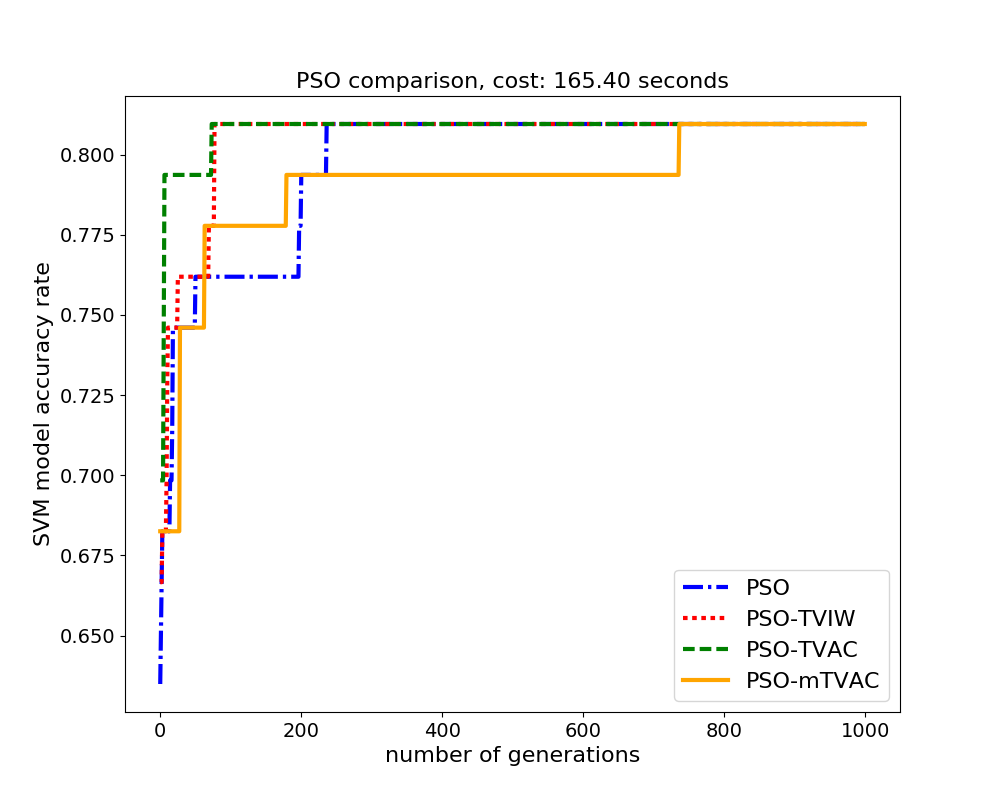 PSO comparison, cost: 165.40 seconds
SVM model accuracy rate
0.800
0.775
0.750
0.725
0.700
0.675
0.650
PSO
PSO-TVIW
PSO-TVAC
PSO-mTVAC
0 200 400 600 800 1000
number of generations